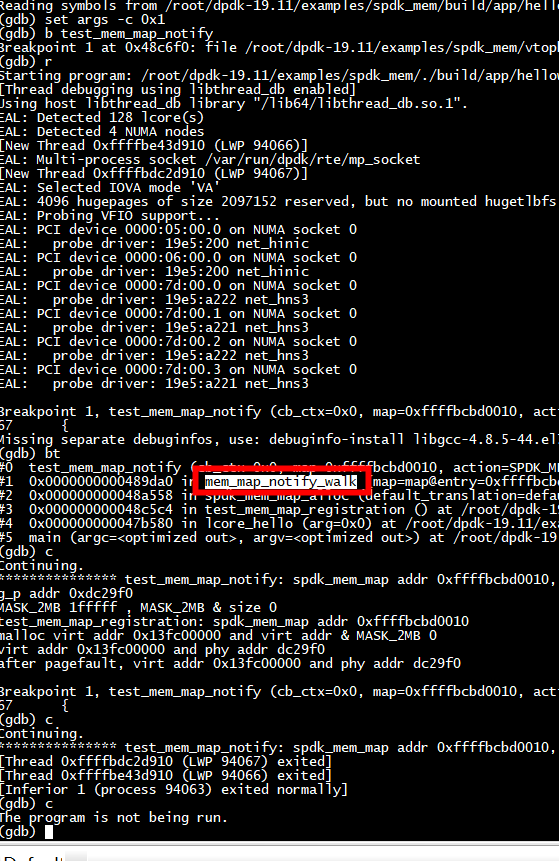 Reading symbols from /root/dpdk-19.11/examples/spdk_mem/build/app/hello
(gdb) set args -c 0x1
(gdb) b test_mem_map_notify
Breakpoint 1 at 0x48c6f0: file /root/dpdk-19.11/examples/spdk_mem/vtoph
(gdb) r
Starting program: /root/dpdk-19.11/examples/spdk_mem/./build/app/hellow
[Thread debugging using libthread_db enabled]
Using host libthread_db library "/lib64/libthread_db.so.1".
EAL: Detected 128 lcore(s)
EAL: Detected 4 NUMA nodes
[New Thread 0xffffbe43d910 (LWP 94066)]
EAL: Multi-process socket /var/run/dpdk/rte/mp_socket
[New Thread 0xffffbdc2d910 (LWP 94067)]
EAL: Selected IOVA mode 'VA'
EAL: 4096 hugepages of size 2097152 reserved, but no mounted hugetlbfs
EAL: Probing VFIO support...
EAL: PCI device 0000:05:00.0 on NUMA socket 0
EAL:   probe driver: 19e5:200 net_hinic
EAL: PCI device 0000:06:00.0 on NUMA socket 0
EAL:   probe driver: 19e5:200 net_hinic
EAL: PCI device 0000:7d:00.0 on NUMA socket 0
EAL:   probe driver: 19e5:a222 net_hns3
EAL: PCI device 0000:7d:00.1 on NUMA socket 0
EAL:   probe driver: 19e5:a221 net_hns3
EAL: PCI device 0000:7d:00.2 on NUMA socket 0
EAL:   probe driver: 19e5:a222 net_hns3
EAL: PCI device 0000:7d:00.3 on NUMA socket 0
EAL:   probe driver: 19e5:a221 net_hns3
Breakpoint 1, test_mem_map_notify (cb_ctx=0x0, map=0xffffbcbd0010, acti
67      {
Missing separate debuginfos, use: debuginfo-install libgcc-4.8.5-44.el
(gdb) bt
#0  test_mem_map_notify (cb_ctx=0x0, map=0xffffbcbd0010, action=SPDK_ME
#1  0x0000000000489da0 in mem_map_notify_walk map=map@entry=0xffffbcb
#2  0x000000000048a558 in spdk_mem_map_alloc default_translation=defau
#3  0x000000000048c5c4 in test_mem_map_registration () at /root/dpdk-19
#4  0x000000000047b580 in lcore_hello (arg=0x0) at /root/dpdk-19.11/exa
#5  main (argc=<optimized out>, argv=<optimized out>) at /root/dpdk-19.
(gdb) c
Continuing.
*************** test_mem_map_notify: spdk_mem_map addr 0xffffbcbd0010,
g_p addr 0xdc29f0
MASK_2MB 1fffff , MASK_2MB & size 0
test_mem_map_registration: spdk_mem_map addr 0xffffbcbd0010
malloc virt addr 0x13fc00000 and virt addr & MASK_2MB 0
virt addr 0x13fc00000 and phy addr dc29f0
after pagefault, virt addr 0x13fc00000 and phy addr dc29f0
Breakpoint 1, test_mem_map_notify (cb_ctx=0x0, map=0xffffbcbd0010, acti
67      {
(gdb) c
Continuing.
*************** test_mem_map_notify: spdk_mem_map addr 0xffffbcbd0010,
[Thread 0xffffbdc2d910 (LWP 94067) exited]
[Thread 0xffffbe43d910 (LWP 94066) exited]
[Inferior 1 (process 94063) exited normally]
(gdb) c
The program is not being run.
(gdb)